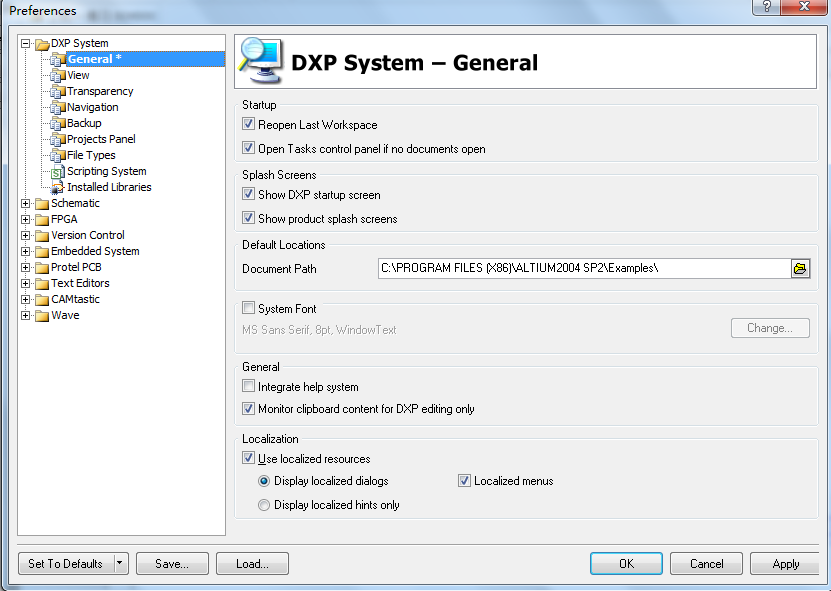 Preferences
?
DXP System
General *
View
Transparency
Navigation
Backup
Projects Panel
File Types
Scripting System
Installed Libraries
Schematic
FPGA
Version Control
Embedded System
Protel PCB
Text Editors
CAMtastic
Wave
DXP System – General
Startup
Reopen Last Workspace
Open Tasks control panel if no documents open
Splash Screens
Show DXP startup screen
Show product splash screens
Default Locations
Document Path C:\PROGRAM FILES (X86)\ALTIUM2004 SP2\Examples\
System Font
MS Sans Serif, 8pt, WindowText Change...
General
Integrate help system
Monitor clipboard content for DXP editing only
Localization
Use localized resources
Display localized dialogs Localized menus
Display localized hints only
Set To Defaults Save... Load... OK Cancel Apply